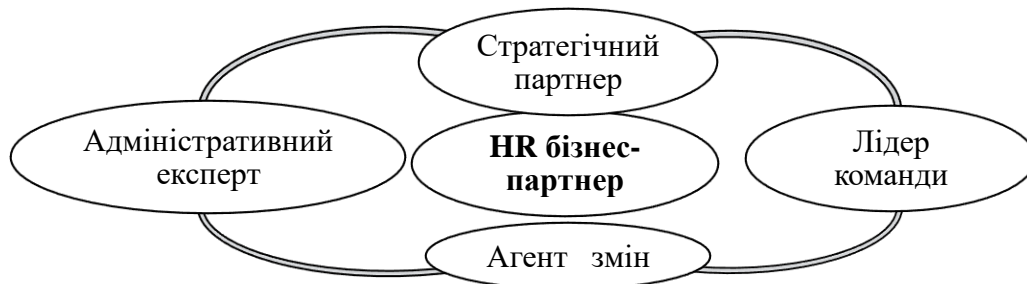 Стратегічний
партнер
Адміністративний
експерт
HR бізнес-
партнер
Лідер
команди
Агент змін